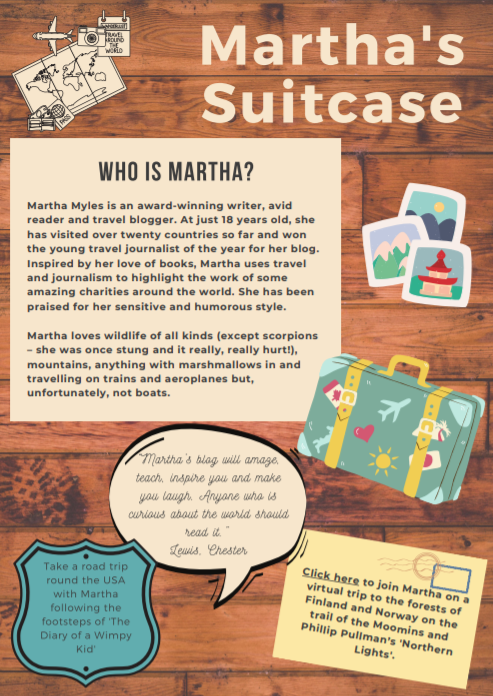 WANDERLUST
TRAVEL
AROUND
THE
WORLD
Martha's
Suitcase
WHO IS MARTHA?
Martha Myles is an award-winning writer, avid
reader and travel blogger. At just 18 years old, she
has visited over twenty countries so far and won
the young travel journalist of the year for her blog.
Inspired by her love of books, Martha uses travel
and journalism to highlight the work of some
amazing charities around the world. She has been
praised for her sensitive and humorous style.
Martha loves wildlife of all kinds (except scorpions
– she was once stung and it really, really hurt!),
mountains, anything with marshmallows in and
travelling on trains and aeroplanes but,
unfortunately, not boats.
"Martha's blog will amaze,
teach, inspire you and make
you laugh. Anyone who is
curious about the world should
read it."
Lewis, Chester
Take a road trip
round the USA
with Martha
following the
footsteps of 'The
Diary of a Wimpy
Kid'
Click here to join Martha on a
virtual trip to the forests of
Finland and Norway on the
trail of the Moomins and
Phillip Pullman's 'Northern
Lights'.